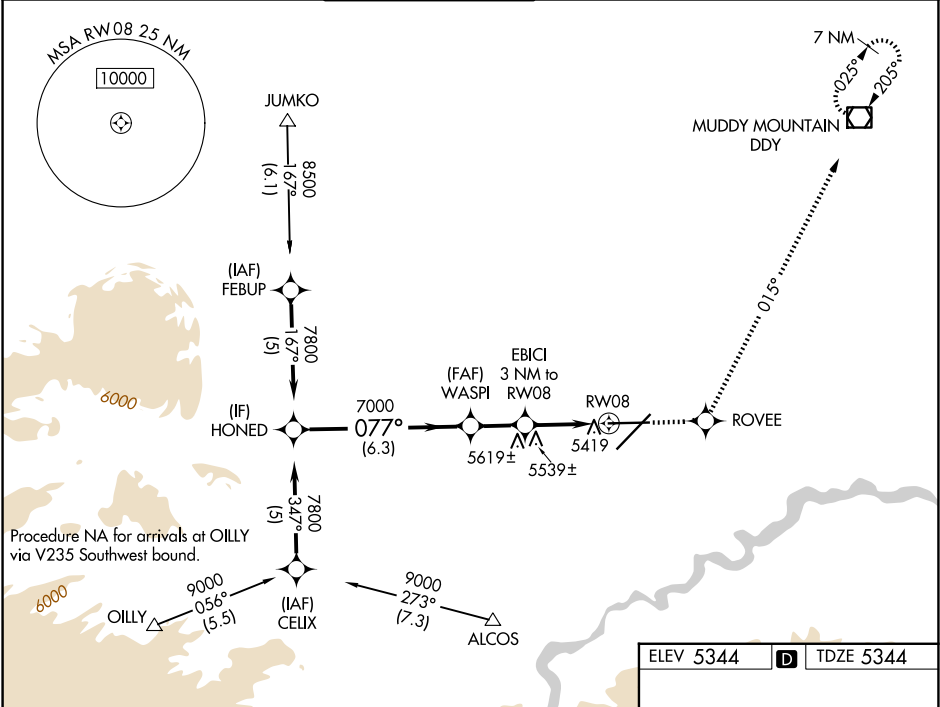 MSA RW08 25 NM
10000
JUMKO
8500
167°
(6.1)
7 NM
025°
205°
MUDDY MOUNTAIN
DDY
(IAF)
FEBUP
7800
167°
(5)
015°
6000
(IF)
HONED
7000
077°
(6.3)
(FAF)
WASPI
EBICI
3 NM to
RW08
RW08
ROVEE
5619±
5539±
5419
7800
347°
(5)
Procedure NA for arrivals at OILLY
via V235 Southwest bound.
6000
9000
056°
(5.5)
OILLY
(IAF)
CELIX
9000
273°
(7.3)
ALCOS
ELEV 5344
D
TDZE 5344